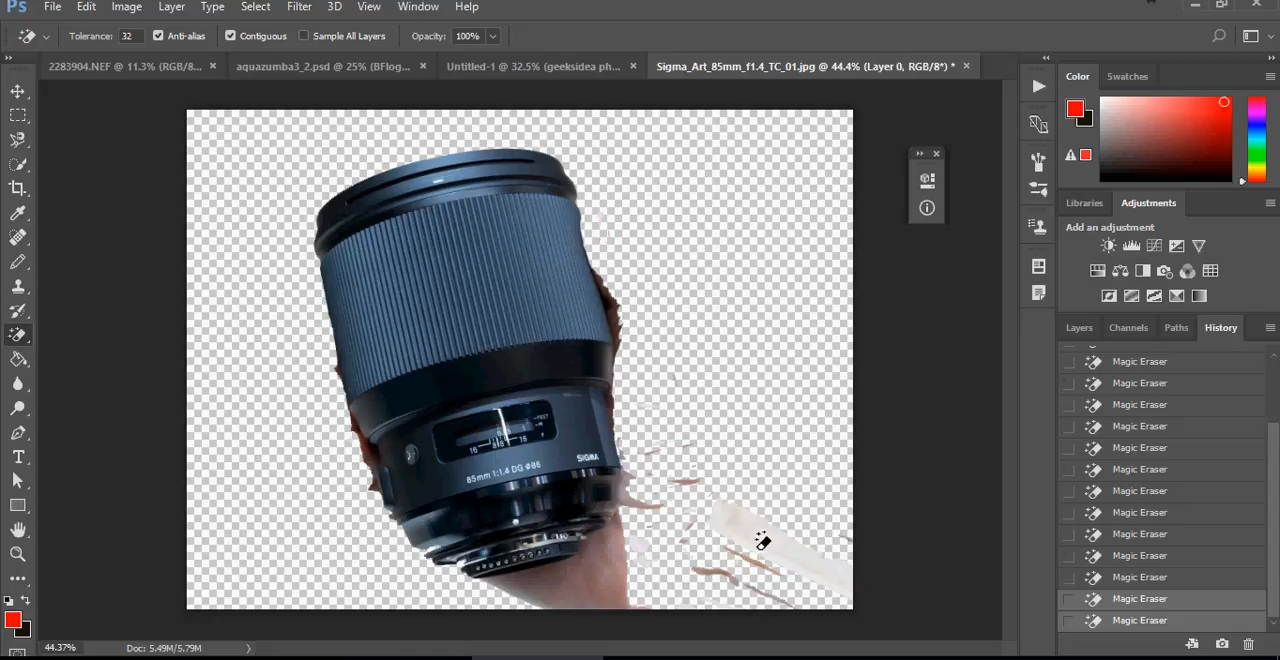 Ps File Edit Image Layer Type Select Filter 3D View Window Help
Tolerance: 32 Anti-alias Contiguous Sample All Layers Opacity: 100%
2283904.NEF @ 11.3% (RGB/8... × aquazumba3_2.psd @ 25% (BFlog... × Untitled-1 @ 32.5% (geeksidea ph... × Sigma_Art_85mm_f1.4_TC_01.jpg @ 44.4% (Layer 0, RGB/8*) * ×
Color Swatches
Libraries Adjustments
Add an adjustment
Layers Channels Paths History
Magic Eraser
Magic Eraser
Magic Eraser
Magic Eraser
Magic Eraser
Magic Eraser
Magic Eraser
Magic Eraser
Magic Eraser
Magic Eraser
Magic Eraser
Magic Eraser
Magic Eraser
FEET
16 8 8 16
SIGMA
85mm 1:1.4 DG Ø86
44.37% Doc: 5.49M/5.79M